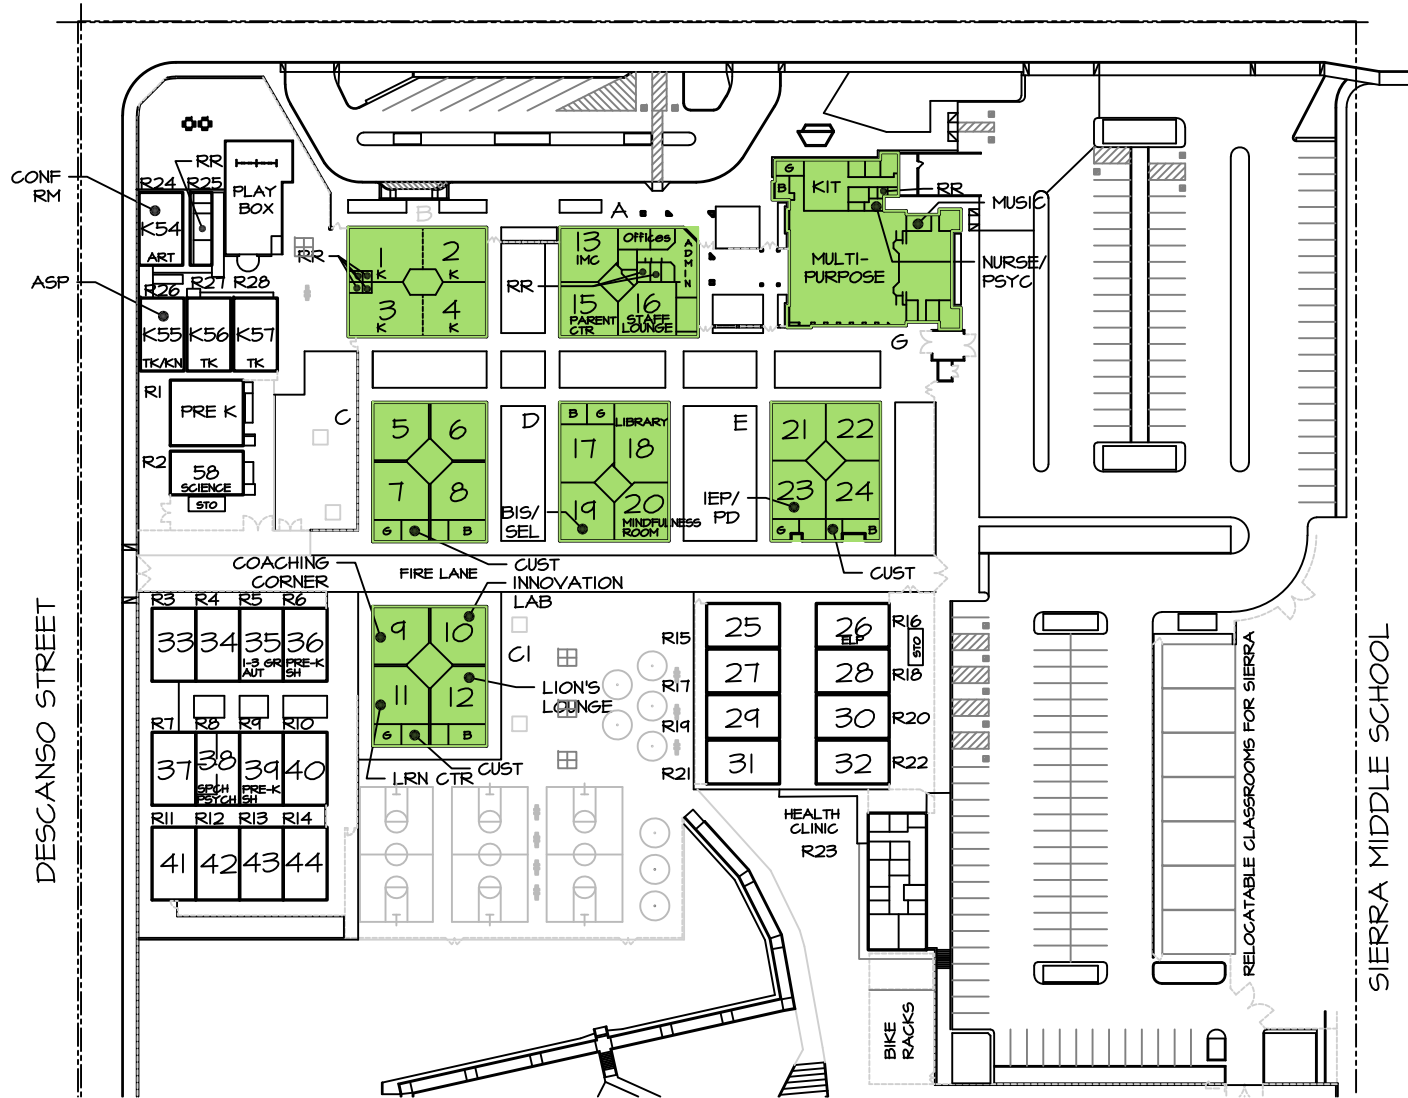 CONF
RM
ASP
R24
R25
RR
PLAY
BOX
K54
ART
R26
R27
R28
K55
K56
K57
TK/KN
TK
TK
R1
PRE K
R2
58
SCIENCE
STO
B
RR
1
K
2
K
3
K
4
K
A
13
IMC
Offices
ADMIN
RR
15
PARENT
CTR
16
STAFF
LOUNGE
G
B
KIT
RR
MUSIC
MULTI-
PURPOSE
NURSE/
PSYC
G
C
5
6
7
8
G
B
CUST
D
BIS/
SEL
B
G
LIBRARY
17
18
19
20
MINDFULNESS
ROOM
E
IEP/
PD
21
22
23
24
G
B
CUST
FIRE LANE
COACHING
CORNER
INNOVATION
LAB
9
10
11
12
G
B
C1
LION'S
LOUNGE
CUST
LRN CTR
R3
R4
R5
R6
33
34
35
36
1-3 GR
AUT
PRE-K
SH
R7
R8
R9
R10
37
38
39
40
SPCH
PSYCH
PRE-K
SH
R11
R12
R13
R14
41
42
43
44
R15
25
26
ELP
R16
STO
R17
27
28
R18
R19
29
30
R20
R21
31
32
R22
HEALTH
CLINIC
R23
BIKE
RACKS
DESCANSO STREET
RELOCATABLE CLASSROOMS FOR SIERRA
SIERRA MIDDLE SCHOOL